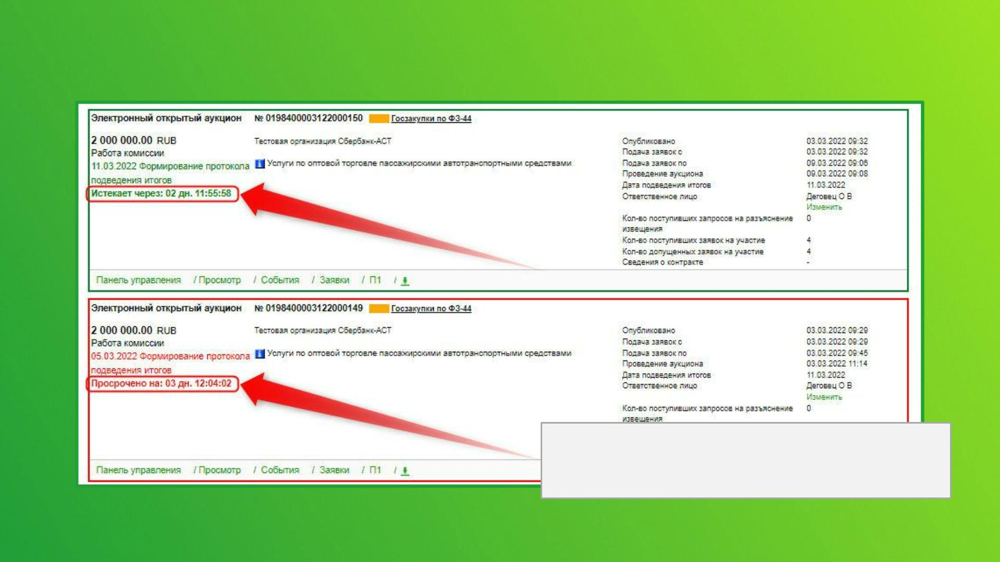 Электронный открытый аукцион № 0198400003122000150 Госзакупки по ФЗ-44
2 000 000.00 RUB
Работа комиссии
11.03.2022 Формирование протокола
подведения итогов
Истекает через: 02 дн. 11:55:58
Тестовая организация Сбербанк-АСТ
Услуги по оптовой торговле пассажирскими автотранспортными средствами
Опубликовано 03.03.2022 09:32
Подача заявок с 03.03.2022 09:32
Подача заявок по 09.03.2022 09:06
Проведение аукциона 09.03.2022 09:08
Дата подведения итогов 11.03.2022
Ответственное лицо Деговец О В
Изменить
Кол-во поступивших запросов на разъяснение 0
извещения
Кол-во поступивших заявок на участие 4
Кол-во допущенных заявок на участие 4
Сведения о контракте -
Панель управления / Просмотр / События / Заявки / П1 /
Электронный открытый аукцион № 0198400003122000149 Госзакупки по ФЗ-44
2 000 000.00 RUB
Работа комиссии
05.03.2022 Формирование протокола
подведения итогов
Просрочено на: 03 дн. 12:04:02
Тестовая организация Сбербанк-АСТ
Услуги по оптовой торговле пассажирскими автотранспортными средствами
Опубликовано 03.03.2022 09:29
Подача заявок с 03.03.2022 09:29
Подача заявок по 03.03.2022 09:45
Проведение аукциона 03.03.2022 11:14
Дата подведения итогов 11.03.2022
Ответственное лицо Деговец О В
Изменить
Кол-во поступивших запросов на разъяснение 0
извещения
Панель управления / Просмотр / События / Заявки / П1 /